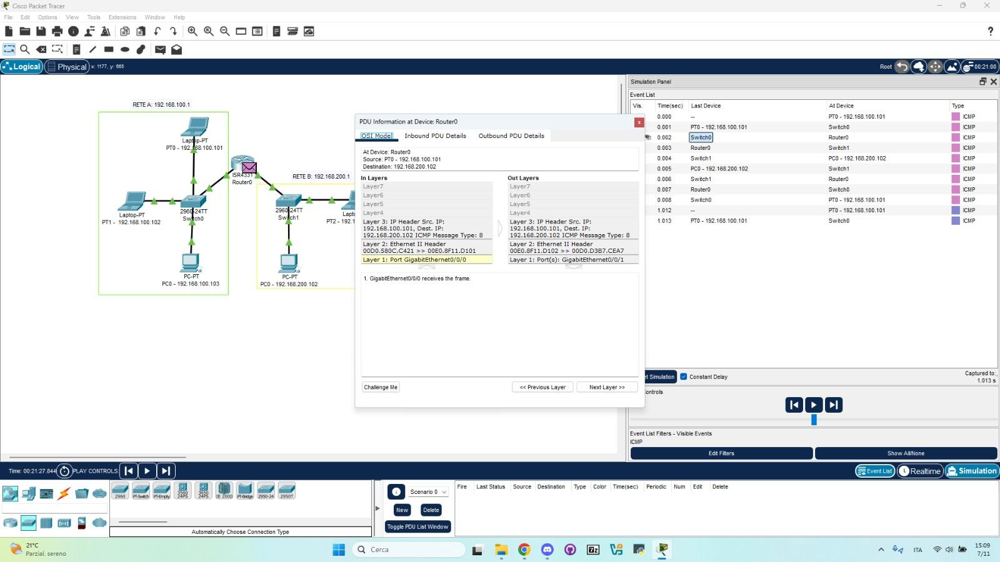 Cisco Packet Tracer
File Edit Options View Tools Extensions Window Help
Logical Physical x: 1177, y: 665 Root 00:21:00
RETE A: 192.168.100.1
Laptop-PT
PT0 - 192.168.100.101
ISR4331
Router0
RETE B: 192.168.200.1
Laptop-PT
PT1 - 192.168.100.102
2960-24TT
Switch0
2960-24TT
Switch1
PT2 - 192.1
PC-PT
PC0 - 192.168.100.103
PC-PT
PC0 - 192.168.200.102
PDU Information at Device: Router0
OSI Model Inbound PDU Details Outbound PDU Details
At Device: Router0
Source: PT0 - 192.168.100.101
Destination: 192.168.200.102
In Layers Out Layers
Layer7 Layer7
Layer6 Layer6
Layer5 Layer5
Layer4 Layer4
Layer 3: IP Header Src. IP: Layer 3: IP Header Src. IP:
192.168.100.101, Dest. IP: 192.168.100.101, Dest. IP:
192.168.200.102 ICMP Message Type: 8 192.168.200.102 ICMP Message Type: 8
Layer 2: Ethernet II Header Layer 2: Ethernet II Header
00D0.580C.C421 >> 00E0.8F11.D101 00E0.8F11.D102 >> 00D0.D3B7.CEA7
Layer 1: Port GigabitEthernet0/0/0 Layer 1: Port(s): GigabitEthernet0/0/1
1. GigabitEthernet0/0/0 receives the frame.
Challenge Me << Previous Layer Next Layer >>
Simulation Panel
Event List
Vis. Time(sec) Last Device At Device Type
0.000 -- PT0 - 192.168.100.101 ICMP
0.001 PT0 - 192.168.100.101 Switch0 ICMP
0.002 Switch0 Router0 ICMP
0.003 Router0 Switch1 ICMP
0.004 Switch1 PC0 - 192.168.200.102 ICMP
0.005 PC0 - 192.168.200.102 Switch1 ICMP
0.006 Switch1 Router0 ICMP
0.007 Router0 Switch0 ICMP
0.008 Switch0 PT0 - 192.168.100.101 ICMP
1.012 -- PT0 - 192.168.100.101 ICMP
1.013 PT0 - 192.168.100.101 Switch0 ICMP
Simulation Constant Delay Captured to:
1.013 s
ontrols
Event List Filters - Visible Events
ICMP
Edit Filters Show All/None
Time: 00:21:27.844 PLAY CONTROLS: Event List Realtime Simulation
2960 PT-Switch PT-Empty 3560 24PS 3650 24PS IE 2000 PT-Bridge 2950-24 2950T
Automatically Choose Connection Type
Scenario 0
New Delete
Toggle PDU List Window
Fire Last Status Source Destination Type Color Time(sec) Periodic Num Edit Delete
21°C
Parzial. sereno
Cerca
7z
ITA
15:09
7/11